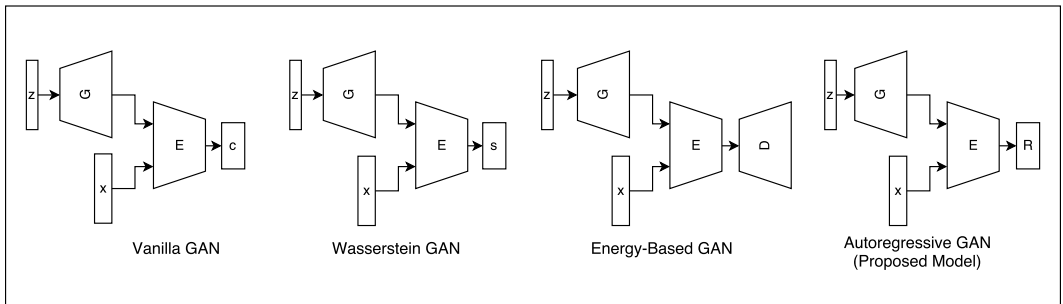 z
G
x
E
c
Vanilla GAN
z
G
x
E
s
Wasserstein GAN
z
G
x
E
D
Energy-Based GAN
z
G
x
E
R
Autoregressive GAN
(Proposed Model)